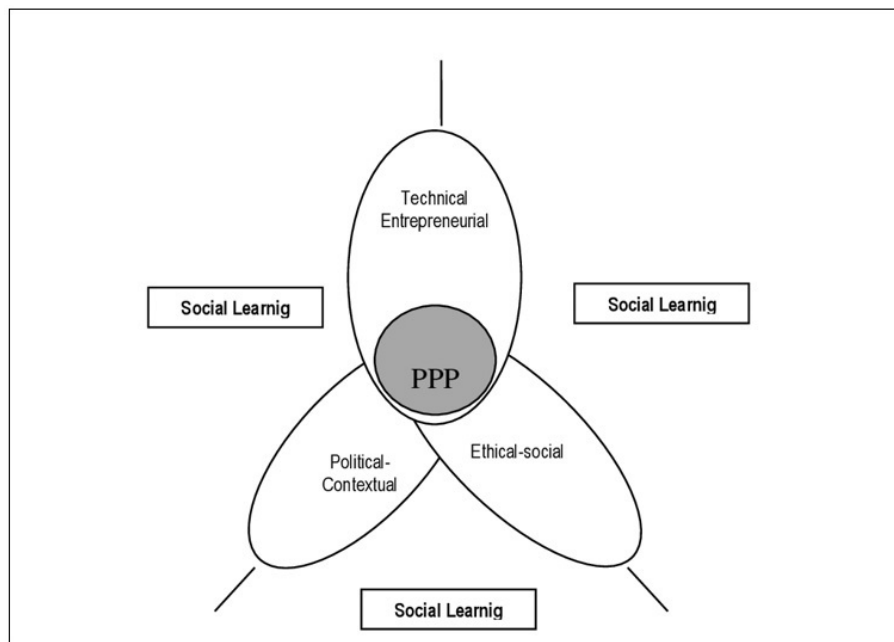 Technical
Entrepreneurial
Social Learnig
Social Learnig
PPP
Political-
Contextual
Ethical-social
Social Learnig